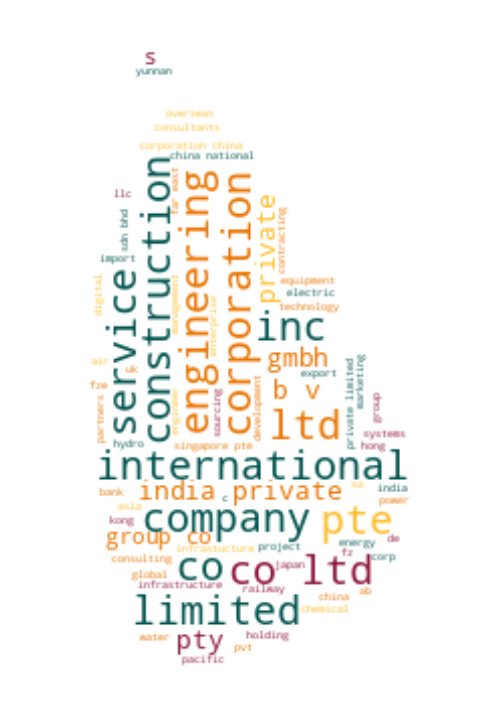 s
yunnan
overseas
consultants
corporation china
china national
far east
construction
engineering
corporation
private
contracting
llc
sdn bhd
import
service
digital
management
enterprise
equipment
electric
technology
inc
gmbh
export
b v
ltd
private limited
marketing
group
systems
hong
air
uk
fze
partners
engineer
sourcing
development
hydro
singapore pte
international
bank
india private
c
sa
india
power
asia
kong
company
pte
group co
de
consulting
infrastucture
project
energy
fz
corp
global
co
co ltd
japan
infrastructure
railway
ab
china
limited
chemical
water
pty
holding
pvt
pacific